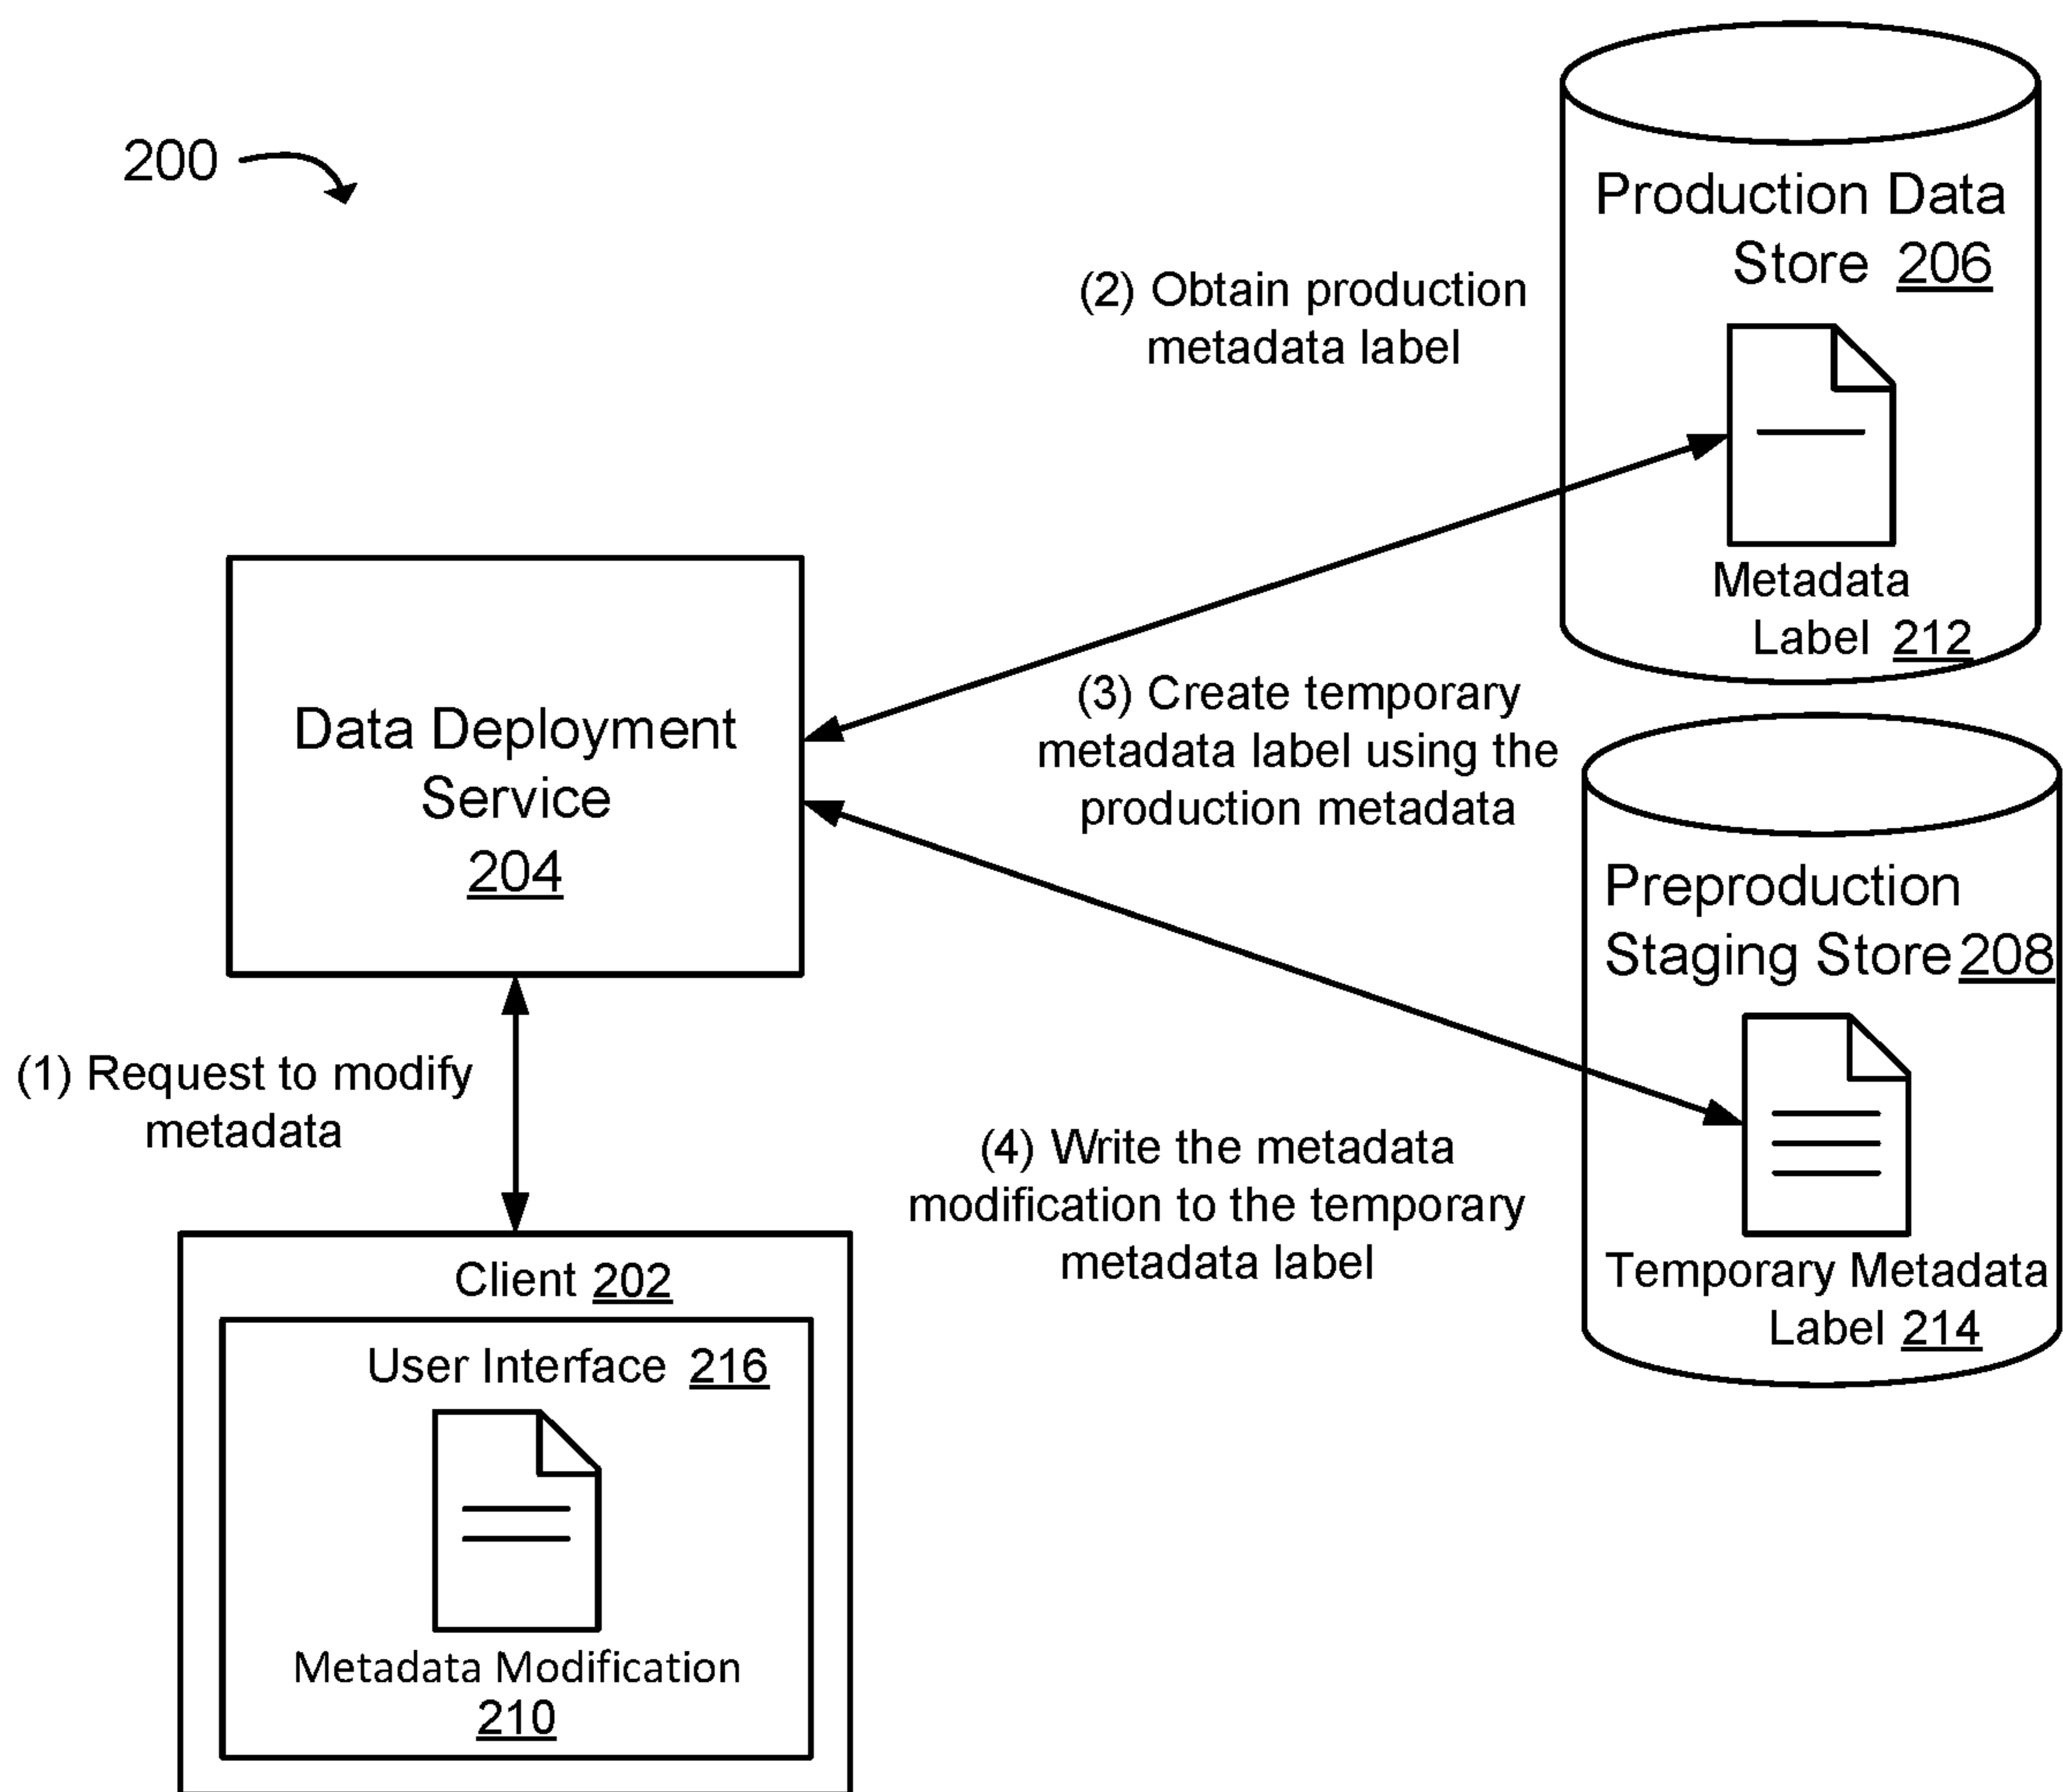 200
Production Data
Store 206
(2) Obtain production
metadata label
Metadata
Label 212
(3) Create temporary
metadata label using the
production metadata
Data Deployment
Service
204
Preproduction
Staging Store 208
(1) Request to modify
metadata
(4) Write the metadata
modification to the temporary
metadata label
Temporary Metadata
Label 214
Client 202
User Interface 216
Metadata Modification
210